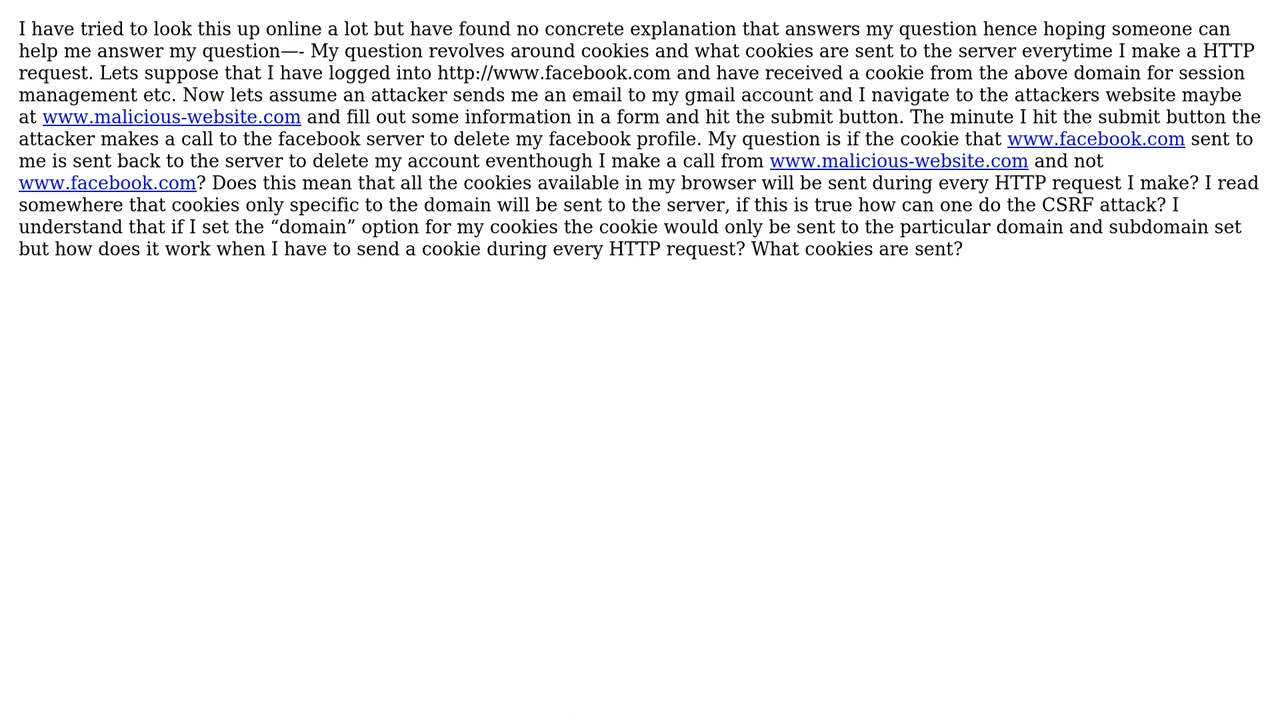 I have tried to look this up online a lot but have found no concrete explanation that answers my question hence hoping someone can
help me answer my question—- My question revolves around cookies and what cookies are sent to the server everytime I make a HTTP
request. Lets suppose that I have logged into http://www.facebook.com and have received a cookie from the above domain for session
management etc. Now lets assume an attacker sends me an email to my gmail account and I navigate to the attackers website maybe
at www.malicious-website.com and fill out some information in a form and hit the submit button. The minute I hit the submit button the
attacker makes a call to the facebook server to delete my facebook profile. My question is if the cookie that www.facebook.com sent to
me is sent back to the server to delete my account eventhough I make a call from www.malicious-website.com and not
www.facebook.com? Does this mean that all the cookies available in my browser will be sent during every HTTP request I make? I read
somewhere that cookies only specific to the domain will be sent to the server, if this is true how can one do the CSRF attack? I
understand that if I set the “domain” option for my cookies the cookie would only be sent to the particular domain and subdomain set
but how does it work when I have to send a cookie during every HTTP request? What cookies are sent?